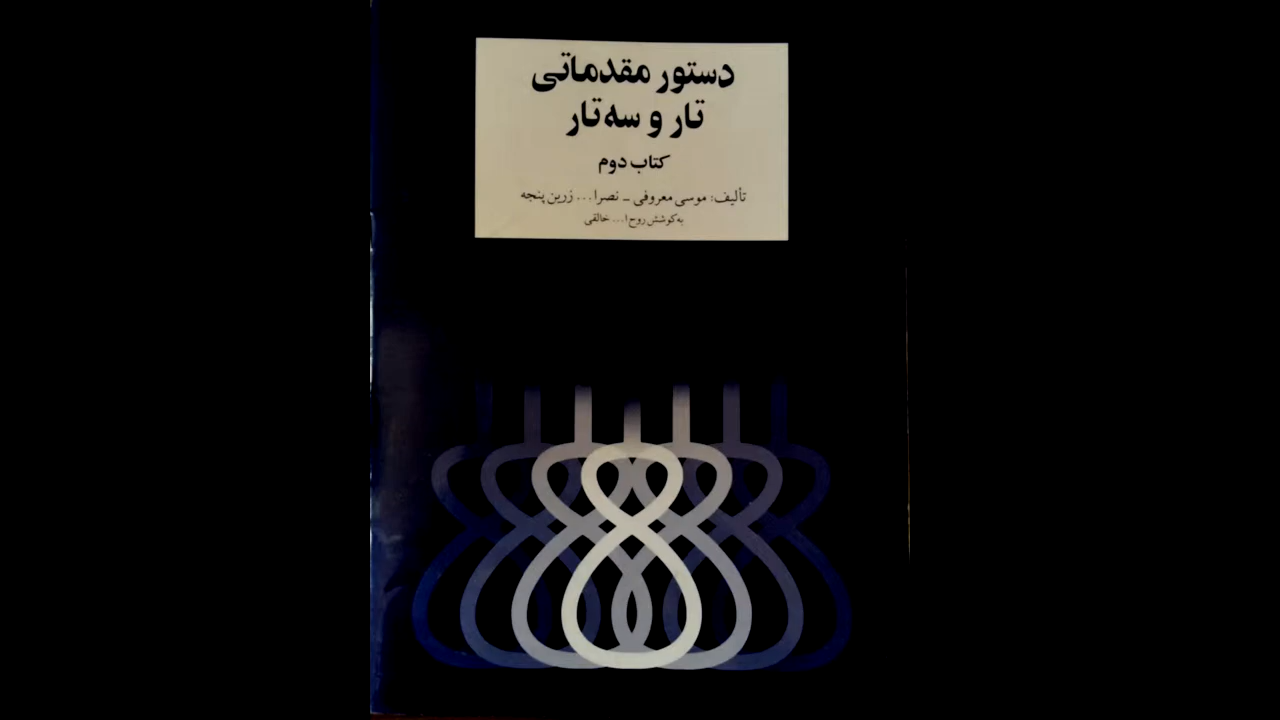 دستور مقدماتی
تار و سه‌تار
کتاب دوم
تألیف: موسی معروفی ـ نصرا... زرین پنجه
به‌کوشش روح ا... خالقی